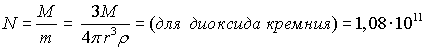 N = M/m = 3M/4πr³ρ = (для диоксида кремния) = 1,08·10¹¹